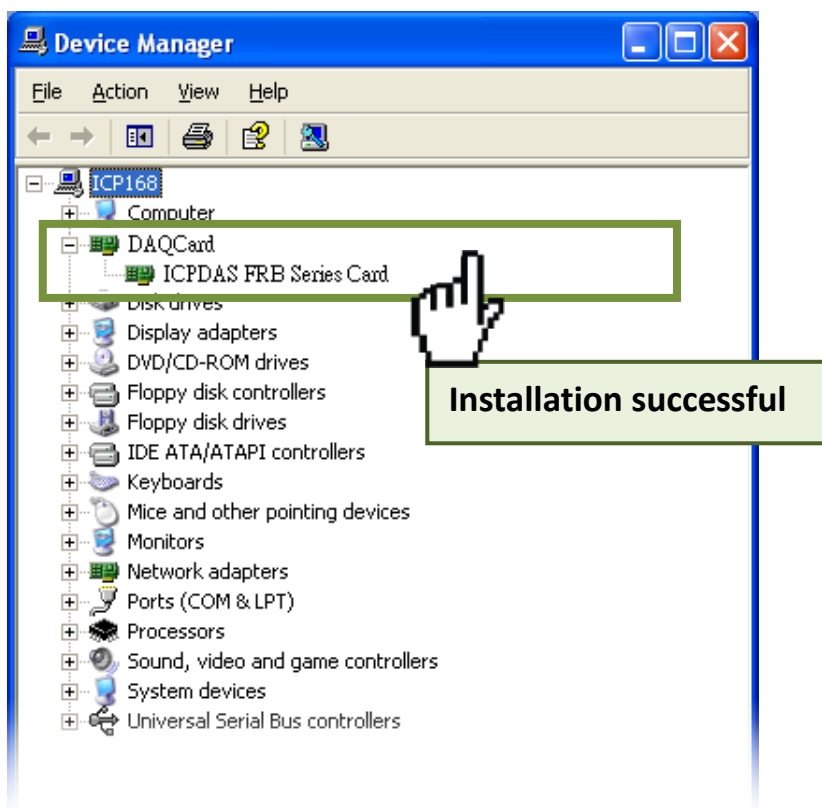 Device Manager
File Action View Help
ICP168
Computer
DAQCard
ICPDAS FRB Series Card
Disk drives
Display adapters
DVD/CD-ROM drives
Floppy disk controllers
Installation successful
Floppy disk drives
IDE ATA/ATAPI controllers
Keyboards
Mice and other pointing devices
Monitors
Network adapters
Ports (COM & LPT)
Processors
Sound, video and game controllers
System devices
Universal Serial Bus controllers